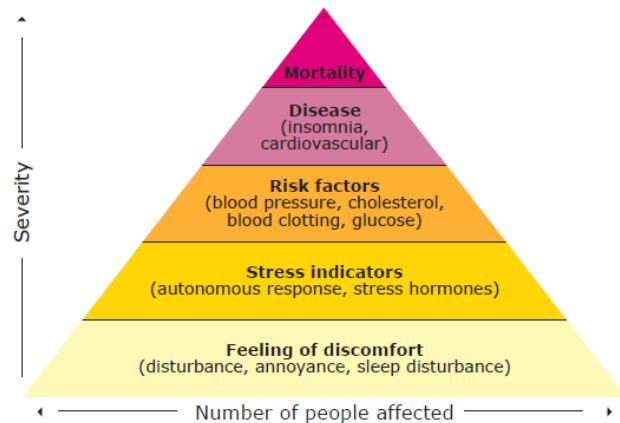 Mortality
Disease
(insomnia,
cardiovascular)
Risk factors
(blood pressure, cholesterol,
blood clotting, glucose)
Stress indicators
(autonomous response, stress hormones)
Feeling of discomfort
(disturbance, annoyance, sleep disturbance)
Severity
Number of people affected